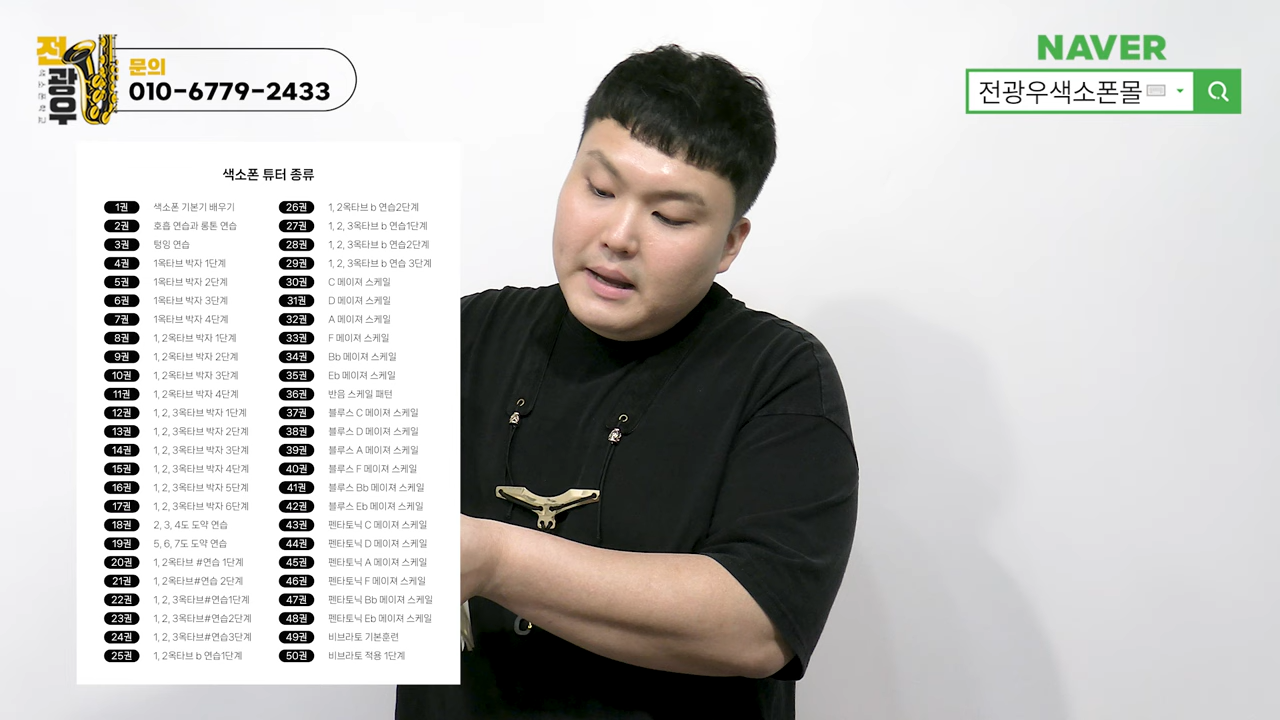 전
광우
색소폰학교
문의
010-6779-2433
NAVER
전광우색소폰몰
색소폰 튜터 종류
1권 색소폰 기본기 배우기
2권 호흡 연습과 롱톤 연습
3권 텅잉 연습
4권 1옥타브 박자 1단계
5권 1옥타브 박자 2단계
6권 1옥타브 박자 3단계
7권 1옥타브 박자 4단계
8권 1, 2옥타브 박자 1단계
9권 1, 2옥타브 박자 2단계
10권 1, 2옥타브 박자 3단계
11권 1, 2옥타브 박자 4단계
12권 1, 2, 3옥타브 박자 1단계
13권 1, 2, 3옥타브 박자 2단계
14권 1, 2, 3옥타브 박자 3단계
15권 1, 2, 3옥타브 박자 4단계
16권 1, 2, 3옥타브 박자 5단계
17권 1, 2, 3옥타브 박자 6단계
18권 2, 3, 4도 도약 연습
19권 5, 6, 7도 도약 연습
20권 1, 2옥타브 #연습 1단계
21권 1, 2옥타브#연습 2단계
22권 1, 2, 3옥타브#연습1단계
23권 1, 2, 3옥타브#연습2단계
24권 1, 2, 3옥타브#연습3단계
25권 1, 2옥타브 b 연습1단계
26권 1, 2옥타브 b 연습2단계
27권 1, 2, 3옥타브 b 연습1단계
28권 1, 2, 3옥타브 b 연습2단계
29권 1, 2, 3옥타브 b 연습 3단계
30권 C 메이져 스케일
31권 D 메이져 스케일
32권 A 메이져 스케일
33권 F 메이져 스케일
34권 Bb 메이져 스케일
35권 Eb 메이져 스케일
36권 반음 스케일 패턴
37권 블루스 C 메이져 스케일
38권 블루스 D 메이져 스케일
39권 블루스 A 메이져 스케일
40권 블루스 F 메이져 스케일
41권 블루스 Bb 메이져 스케일
42권 블루스 Eb 메이져 스케일
43권 펜타토닉 C 메이져 스케일
44권 펜타토닉 D 메이져 스케일
45권 펜타토닉 A 메이져 스케일
46권 펜타토닉 F 메이져 스케일
47권 펜타토닉 Bb 메이져 스케일
48권 펜타토닉 Eb 메이져 스케일
49권 비브라토 기본훈련
50권 비브라토 적용 1단계